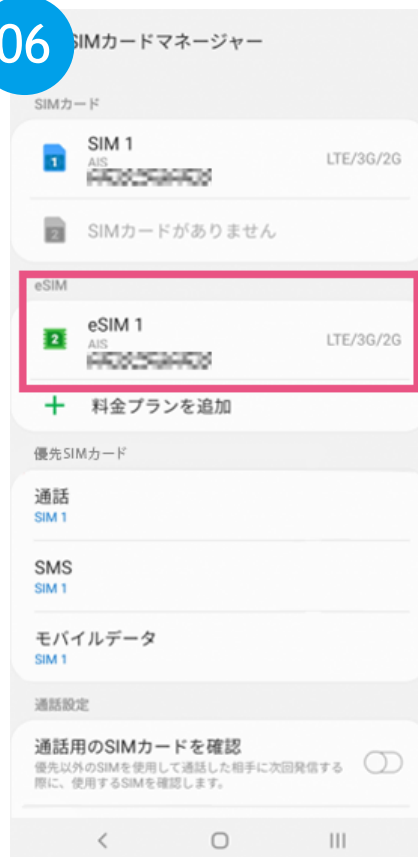 06
SIMカードマネージャー
SIMカード
SIM 1
AIS
LTE/3G/2G
SIMカードがありません
eSIM
eSIM 1
AIS
LTE/3G/2G
料金プランを追加
優先SIMカード
通話
SIM 1
SMS
SIM 1
モバイルデータ
SIM 1
通話設定
通話用のSIMカードを確認
優先以外のSIMを使用して通話した相手に次回発信する
際に、使用するSIMを確認します。